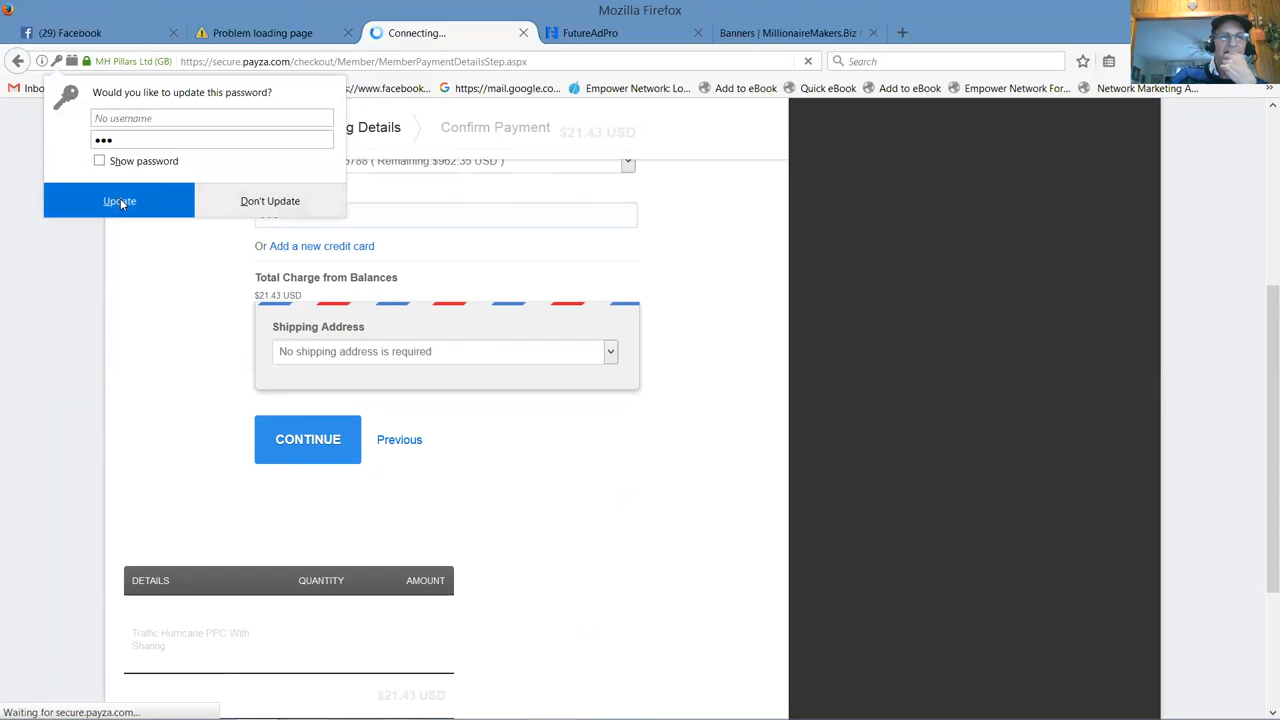 Mozilla Firefox
(29) Facebook
Problem loading page
Connecting...
FutureAdPro
Banners | MillionaireMakers.Biz
MH Pillars Ltd (GB)
https://secure.payza.com/checkout/Member/MemberPaymentDetailsStep.aspx
Search
Inbo
/www.facebook...
https://mail.google.co...
Empower Network: Lo...
Add to eBook
Quick eBook
Add to eBook
Empower Network For...
Network Marketing A...
Would you like to update this password?
No username
Show password
Update
Don't Update
g Details
Confirm Payment
$21.43 USD
6788 ( Remaining:$962.35 USD )
Or Add a new credit card
Total Charge from Balances
$21.43 USD
Shipping Address
No shipping address is required
CONTINUE
Previous
DETAILS
QUANTITY
AMOUNT
Traffic Hurricane PPC With
Sharing
$21.43 USD
Waiting for secure.payza.com...